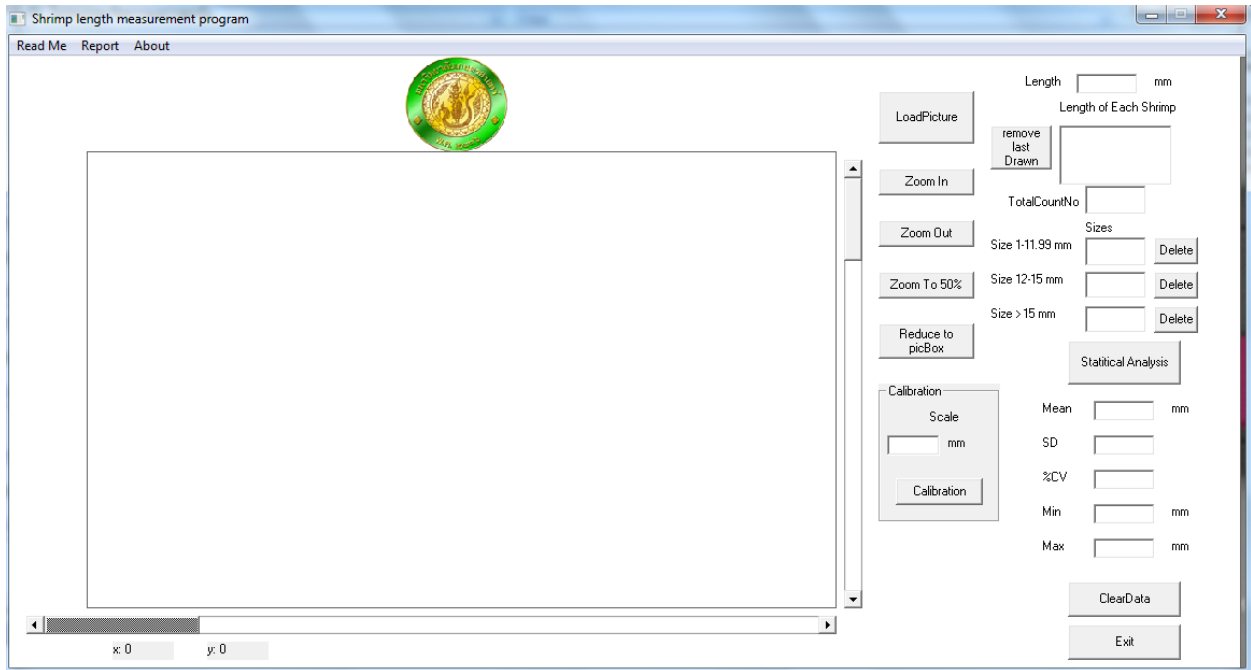 Shrimp length measurement program
Read Me Report About
LoadPicture
Zoom In
Zoom Out
Zoom To 50%
Reduce to
picBox
Calibration
Scale
mm
Calibration
Length mm
Length of Each Shrimp
remove
last
Drawn
TotalCountNo
Sizes
Size 1-11.99 mm Delete
Size 12-15 mm Delete
Size > 15 mm Delete
Statitical Analysis
Mean mm
SD
%CV
Min mm
Max mm
ClearData
Exit
x: 0 y: 0